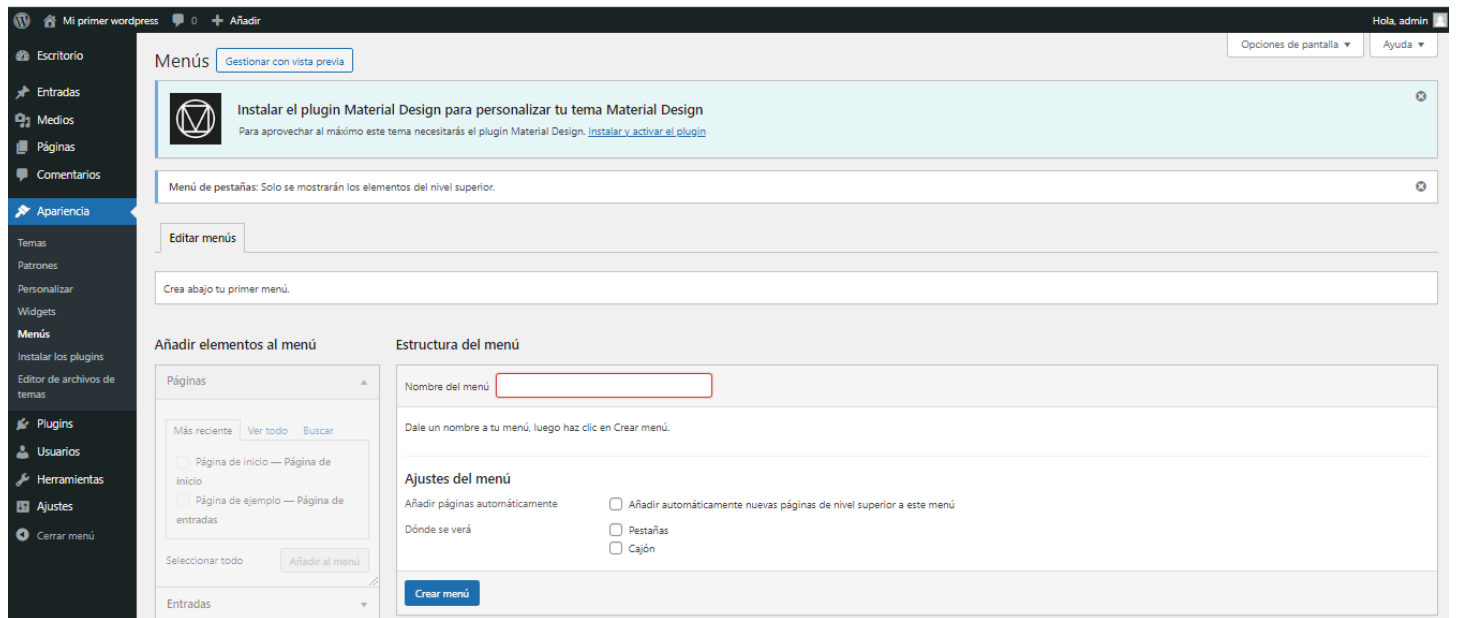 Mi primer wordpress 0 Añadir Hola, admin
Escritorio
Entradas
Medios
Páginas
Comentarios
Apariencia
Temas
Patrones
Personalizar
Widgets
Menús
Instalar los plugins
Editor de archivos de
temas
Plugins
Usuarios
Herramientas
Ajustes
Cerrar menú
Opciones de pantalla Ayuda
Menús Gestionar con vista previa
Instalar el plugin Material Design para personalizar tu tema Material Design
Para aprovechar al máximo este tema necesitarás el plugin Material Design. Instalar y activar el plugin
Menú de pestañas: Solo se mostrarán los elementos del nivel superior.
Editar menús
Crea abajo tu primer menú.
Añadir elementos al menú
Páginas
Más reciente Ver todo Buscar
Página de inicio — Página de
inicio
Página de ejemplo — Página de
entradas
Seleccionar todo Añadir al menú
Entradas
Estructura del menú
Nombre del menú
Dale un nombre a tu menú, luego haz clic en Crear menú.
Ajustes del menú
Añadir páginas automáticamente Añadir automáticamente nuevas páginas de nivel superior a este menú
Dónde se verá Pestañas
Cajón
Crear menú